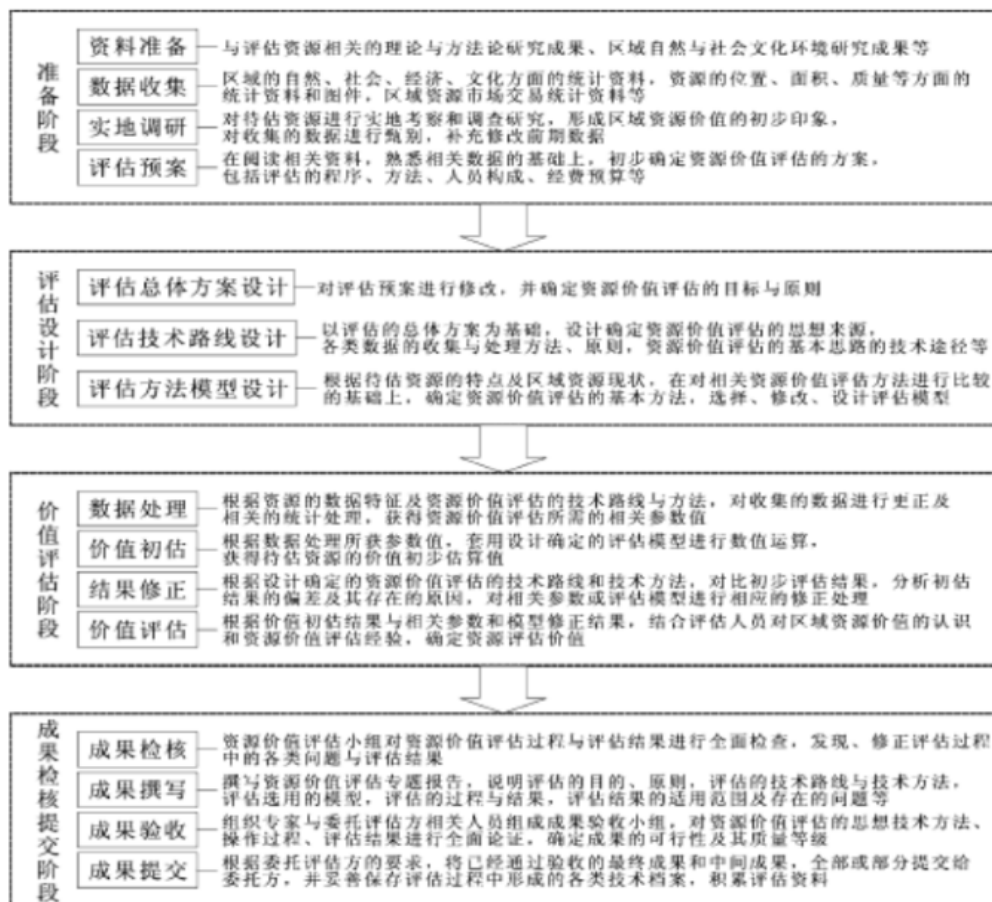 准备阶段
资料准备
与评估资源相关的理论与方法论研究成果、区域自然与社会文化环境研究成果等
数据收集
区域的自然、社会、经济、文化方面的统计资料，资源的位置、面积、质量等方面的
统计资料和图件，区域资源市场交易统计资料等
实地调研
对待估资源进行实地考察和调查研究，形成区域资源价值的初步印象，
对收集的数据进行甄别，补充修改前期数据
评估预案
在阅读相关资料，熟悉相关数据的基础上，初步确定资源价值评估的方案，
包括评估的程序、方法、人员构成、经费预算等
评估设计阶段
评估总体方案设计
对评估预案进行修改，并确定资源价值评估的目标与原则
评估技术路线设计
以评估的总体方案为基础，设计确定资源价值评估的思想来源，
各类数据的收集与处理方法、原则，资源价值评估的基本思路的技术途径等
评估方法模型设计
根据待估资源的特点及区域资源现状，在对相关资源价值评估方法进行比较
的基础上，确定资源价值评估的基本方法，选择、修改、设计评估模型
价值评估阶段
数据处理
根据资源的数据特征及资源价值评估的技术路线与方法，对收集的数据进行更正及
相关的统计处理，获得资源价值评估所需的相关参数值
价值初估
根据数据处理所获参数值，套用设计确定的评估模型进行数值运算，
获得待估资源的价值初步估算值
结果修正
根据设计确定的资源价值评估的技术路线和技术方法，对比初步评估结果，分析初估
结果的偏差及其存在的原因，对相关参数或评估模型进行相应的修正处理
价值评估
根据价值初估结果与相关参数和模型修正结果，结合评估人员对区域资源价值的认识
和资源价值评估经验，确定资源评估价值
成果检核提交阶段
成果检核
资源价值评估小组对资源价值评估过程与评估结果进行全面检查，发现、修正评估过程
中的各类问题与评估结果
成果撰写
撰写资源价值评估专题报告，说明评估的目的、原则，评估的技术路线与技术方法，
评估选用的模型，评估的过程与结果，评估结果的适用范围及存在的问题等
成果验收
组织专家与委托评估方相关人员组成成果验收小组，对资源价值评估的思想技术方法、
操作过程、评估结果进行全面论证，确定成果的可行性及其质量等级
成果提交
根据委托评估方的要求，将已经通过验收的最终成果和中间成果，全部或部分提交给
委托方，并妥善保存评估过程中形成的各类技术档案，积累评估资料